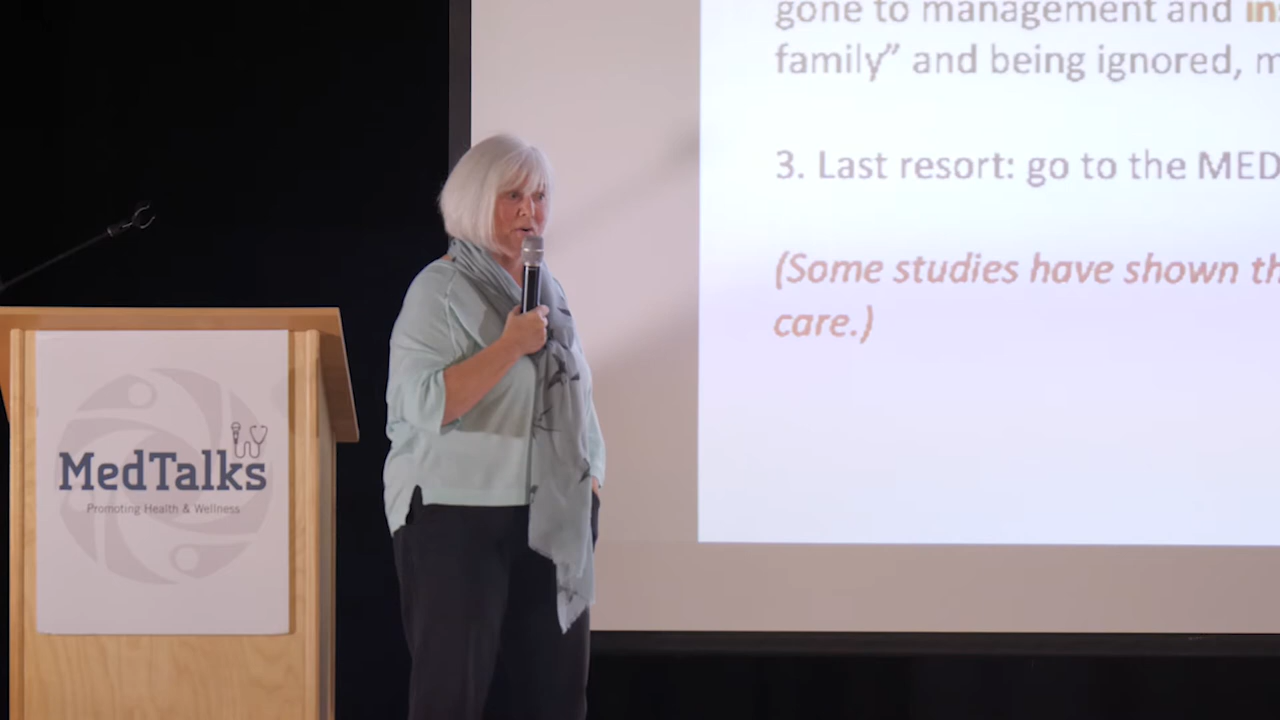 gone to management and
family” and being ignored,
3. Last resort: go to the MED
(Some studies have shown
care.)
MedTalks
Promoting Health & Wellness